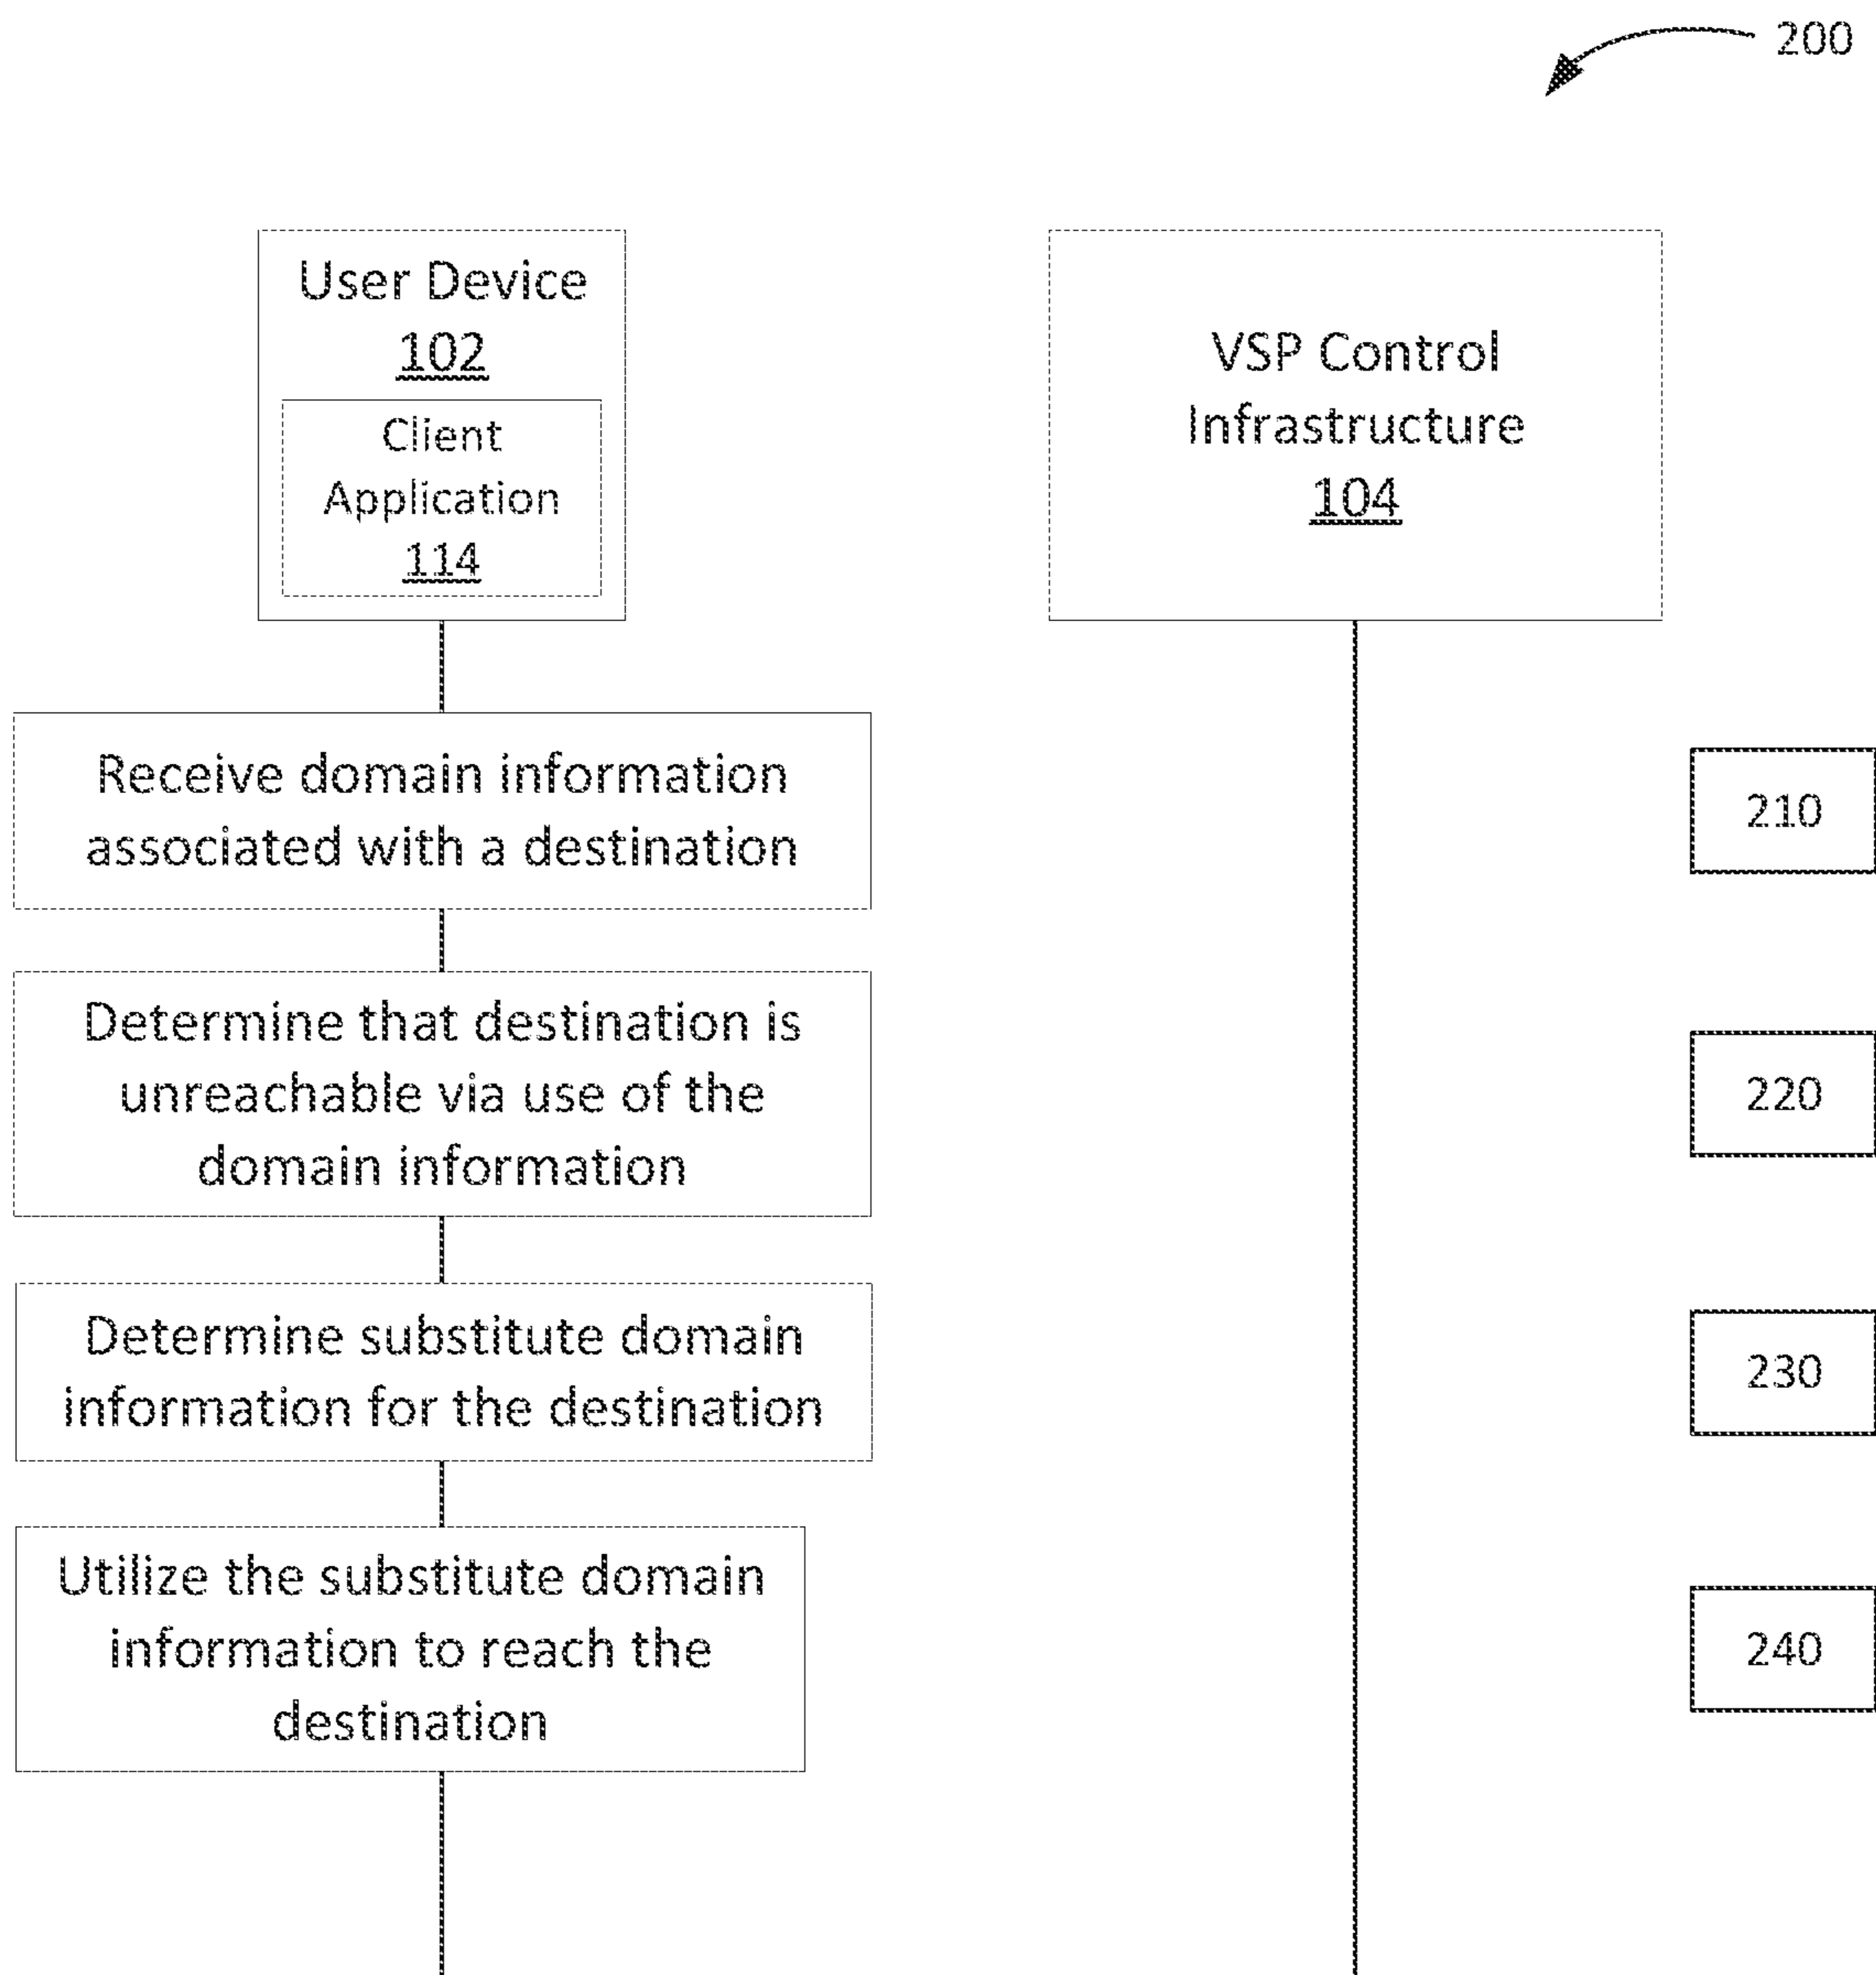 200
User Device
102
Client
Application
114
VSP Control
Infrastructure
104
Receive domain information
associated with a destination
210
Determine that destination is
unreachable via use of the
domain information
220
Determine substitute domain
information for the destination
230
Utilize the substitute domain
information to reach the
destination
240